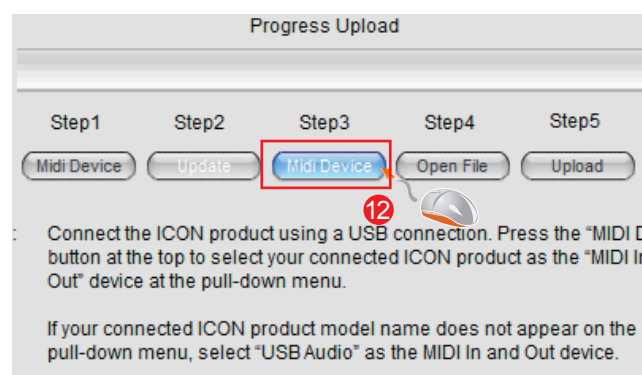 Progress Upload
Step1 Step2 Step3 Step4 Step5
Midi Device Update Midi Device Open File Upload
12
: Connect the ICON product using a USB connection. Press the “MIDI D
button at the top to select your connected ICON product as the “MIDI In
Out” device at the pull-down menu.
If your connected ICON product model name does not appear on the
pull-down menu, select “USB Audio” as the MIDI In and Out device.